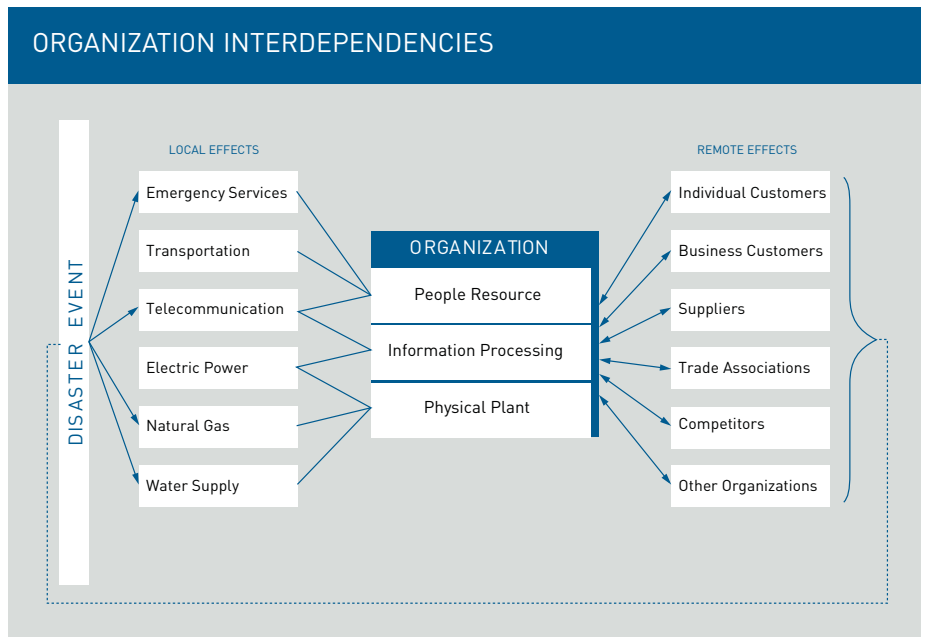 ORGANIZATION INTERDEPENDENCIES
DISASTER EVENT
LOCAL EFFECTS
Emergency Services
Transportation
Telecommunication
Electric Power
Natural Gas
Water Supply
ORGANIZATION
People Resource
Information Processing
Physical Plant
REMOTE EFFECTS
Individual Customers
Business Customers
Suppliers
Trade Associations
Competitors
Other Organizations